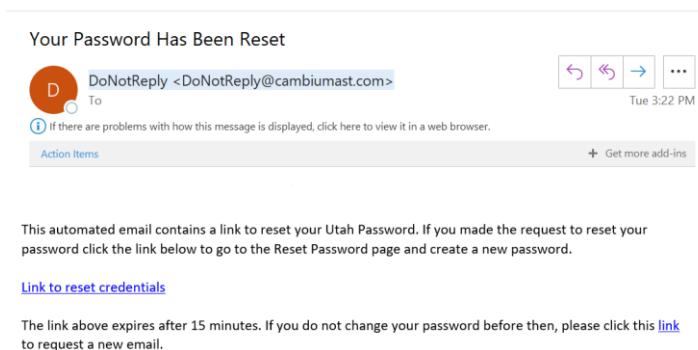 Your Password Has Been Reset
D
DoNotReply <DoNotReply@cambiumast.com>
To
Tue 3:22 PM
If there are problems with how this message is displayed, click here to view it in a web browser.
Action Items
+ Get more add-ins
This automated email contains a link to reset your Utah Password. If you made the request to reset your
password click the link below to go to the Reset Password page and create a new password.
Link to reset credentials
The link above expires after 15 minutes. If you do not change your password before then, please click this link
to request a new email.